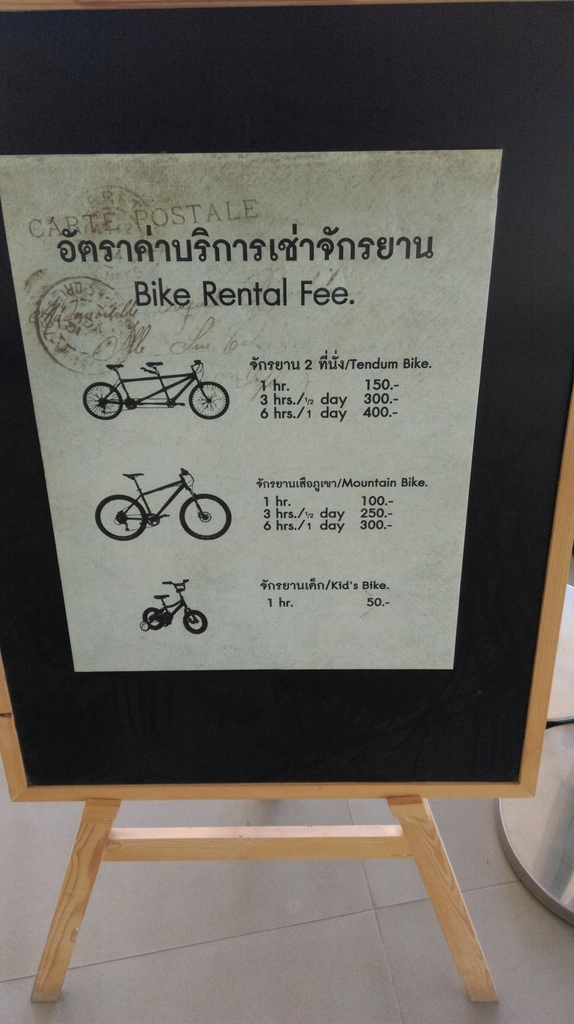 CARTE POSTALE
อัตราค่าบริการเช่าจักรยาน
Bike Rental Fee.
จักรยาน 2 ที่นั่ง/Tendum Bike.
1 hr. 150.-
3 hrs./½ day 300.-
6 hrs./1 day 400.-
จักรยานเสือภูเขา/Mountain Bike.
1 hr. 100.-
3 hrs./½ day 250.-
6 hrs./1 day 300.-
จักรยานเด็ก/Kid's Bike.
1 hr. 50.-